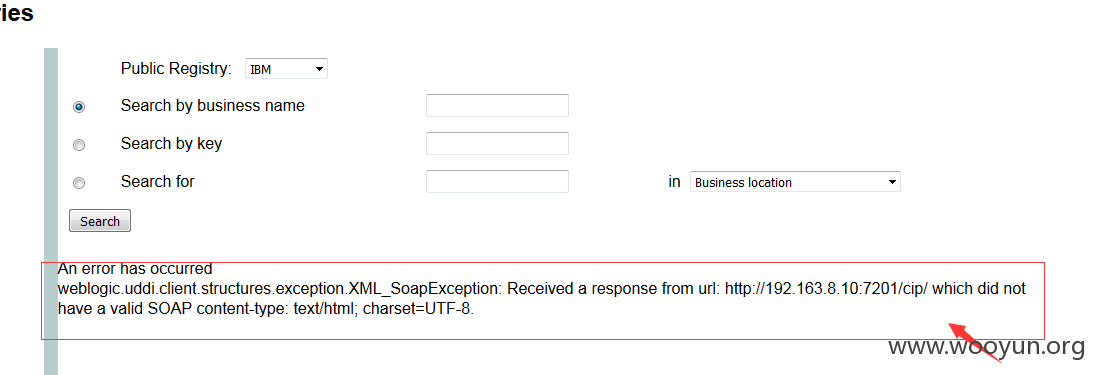 ies
Public Registry: IBM
Search by business name
Search by key
Search for in Business location
Search
An error has occurred
weblogic.uddi.client.structures.exception.XML_SoapException: Received a response from url: http://192.163.8.10:7201/cip/ which did not
have a valid SOAP content-type: text/html; charset=UTF-8.
www.wooyun.org